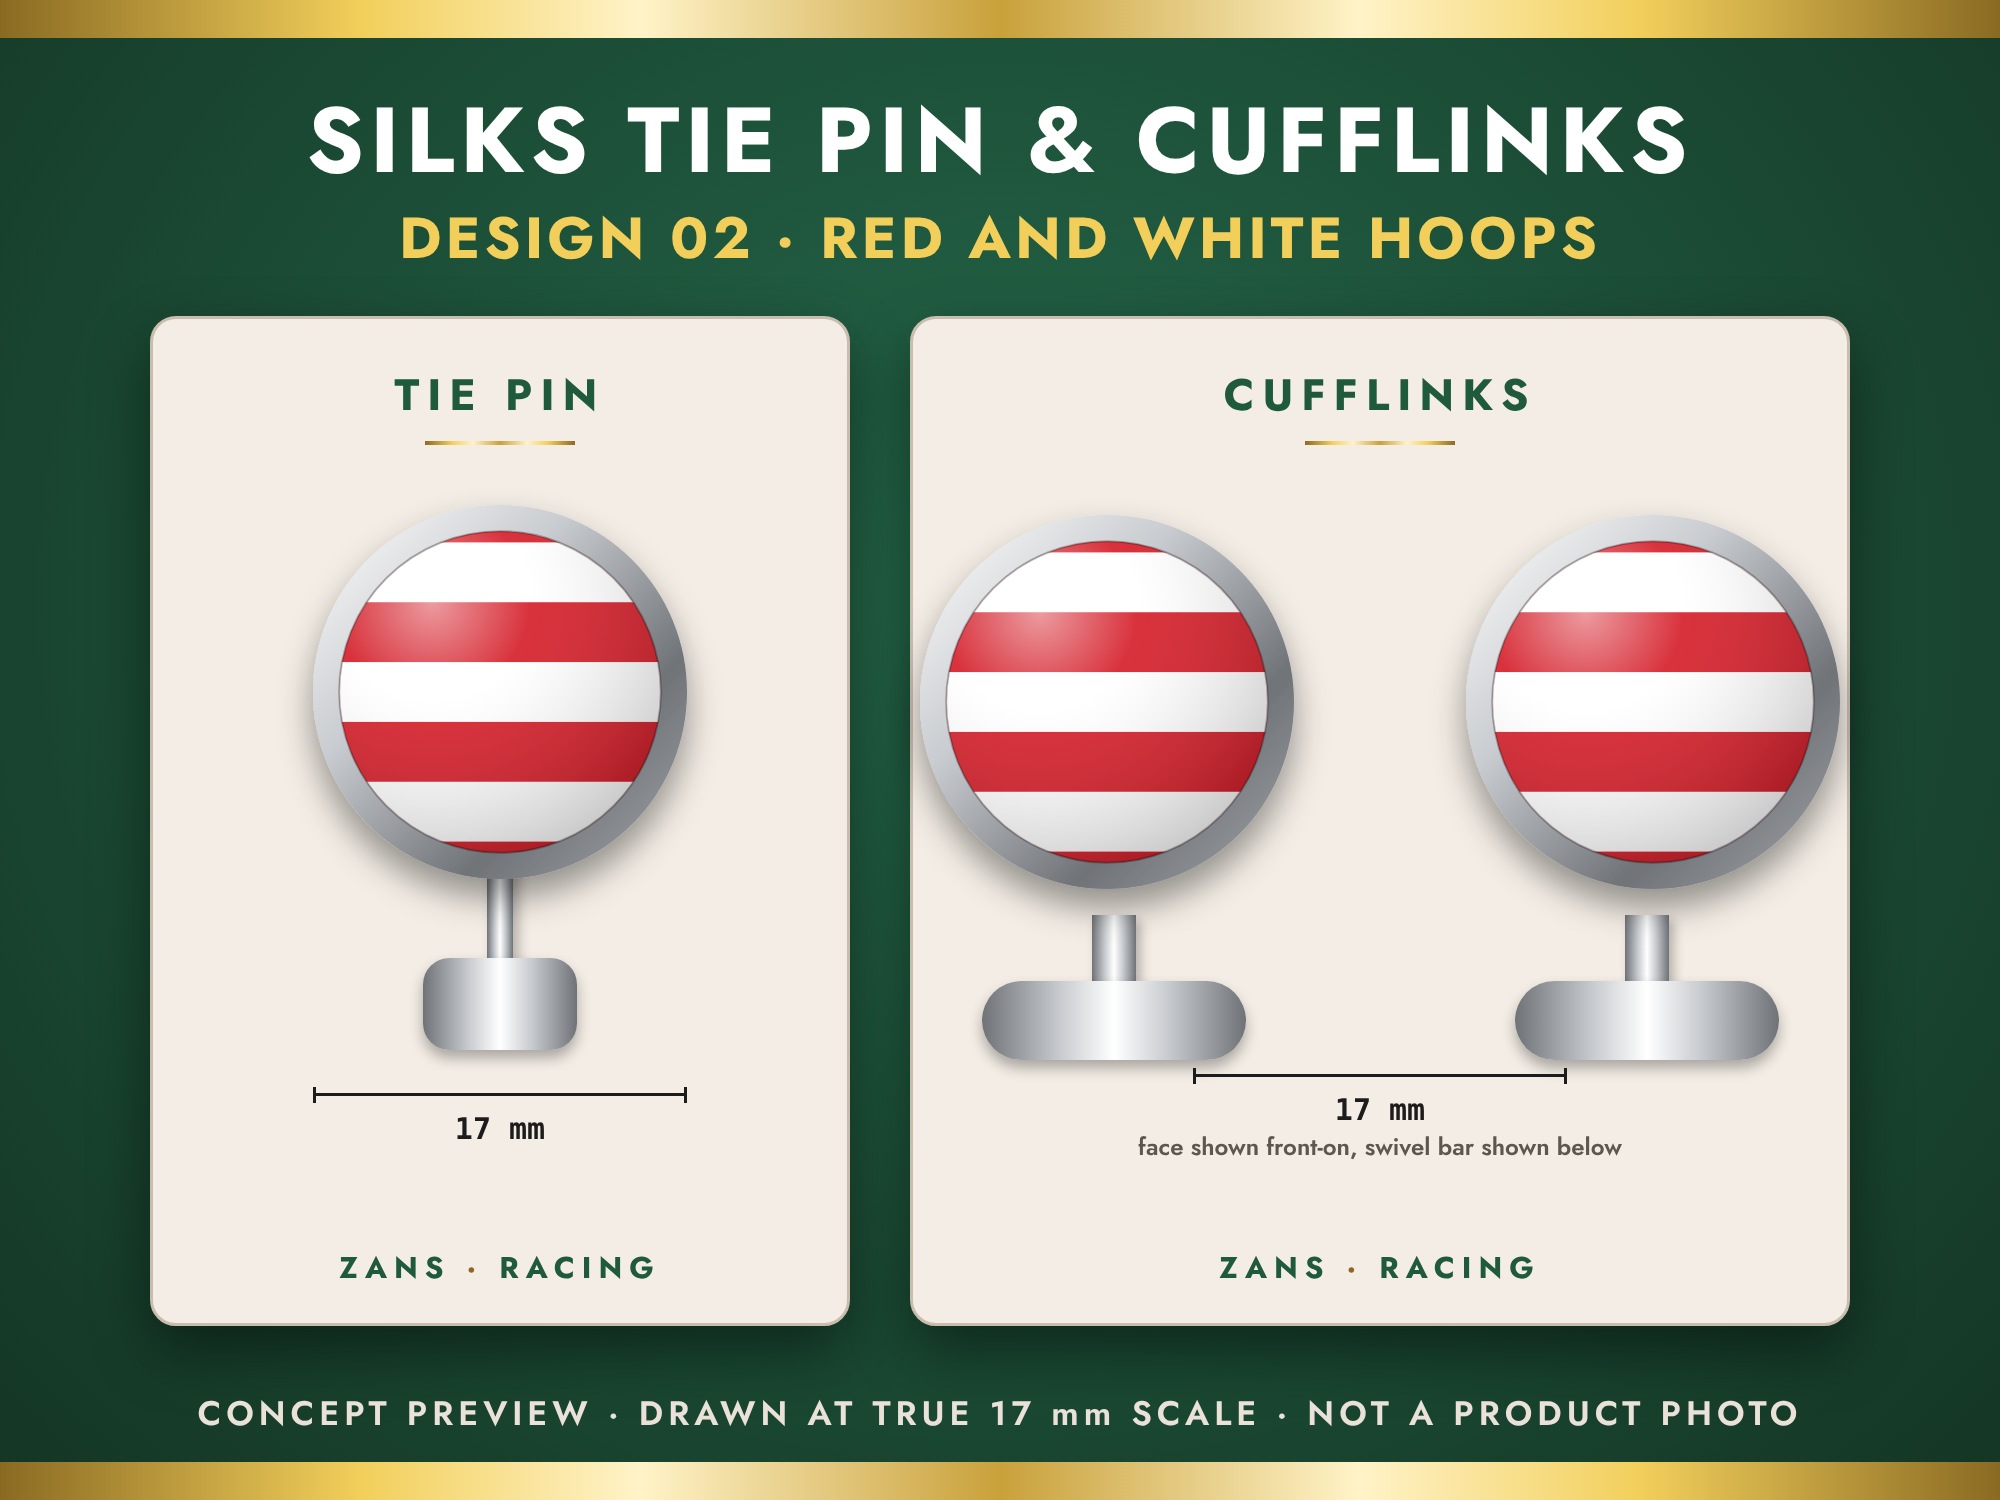 SILKS TIE PIN & CUFFLINKS
DESIGN 02 · RED AND WHITE HOOPS
TIE PIN
17 mm
ZANS · RACING
CUFFLINKS
17 mm
face shown front-on, swivel bar shown below
ZANS · RACING
CONCEPT PREVIEW · DRAWN AT TRUE 17 mm SCALE · NOT A PRODUCT PHOTO